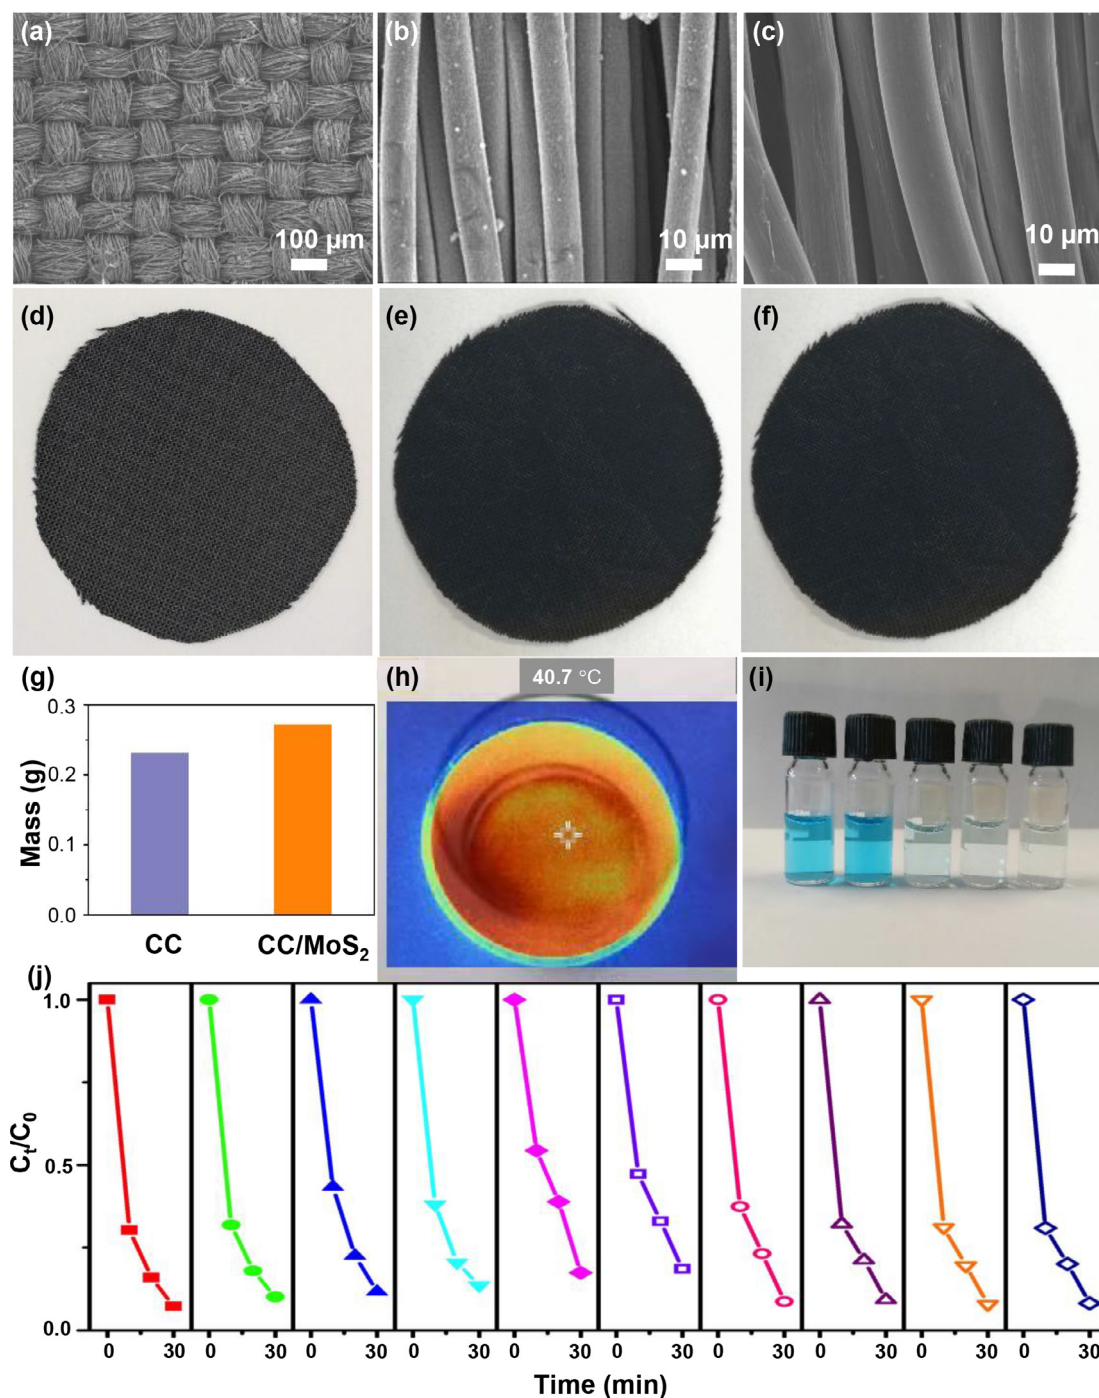 (a)
(b)
(c)
100 μm
10 μm
10 μm
(d)
(e)
(f)
(g)
(h)
(i)
40.7 °C
0.3
0.2
0.1
0.0
Mass (g)
CC
CC/MoS2
(j)
1.0
0.5
0.0
Ct/C0
0 30 0 30 0 30 0 30 0 30 0 30 0 30 0 30 0 30 0 30
Time (min)